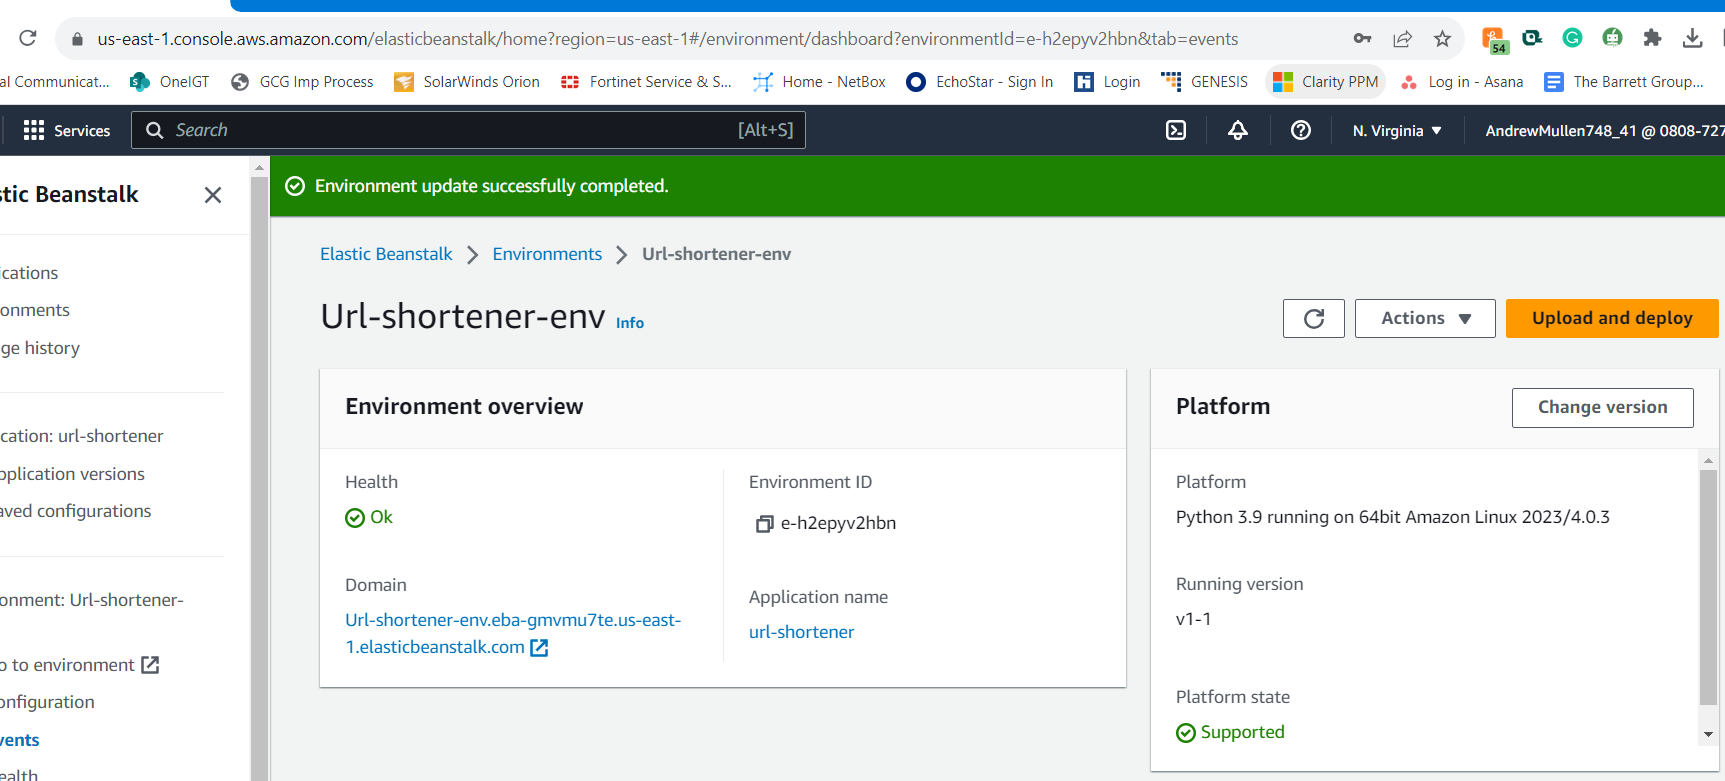 us-east-1.console.aws.amazon.com/elasticbeanstalk/home?region=us-east-1#/environment/dashboard?environmentId=e-h2epyv2hbn&tab=events
54
al Communicat... OneIGT GCG Imp Process SolarWinds Orion Fortinet Service & S... Home - NetBox EchoStar - Sign In Login GENESIS Clarity PPM Log in - Asana The Barrett Group...
Services Search [Alt+S] N. Virginia AndrewMullen748_41 @ 0808-727
stic Beanstalk
ications
onments
ge history
cation: url-shortener
pplication versions
aved configurations
onment: Url-shortener-
o to environment
onfiguration
vents
ealth
Environment update successfully completed.
Elastic Beanstalk > Environments > Url-shortener-env
Url-shortener-env Info
Actions Upload and deploy
Environment overview
Health
Ok
Domain
Url-shortener-env.eba-gmvmu7te.us-east-
1.elasticbeanstalk.com
Environment ID
e-h2epyv2hbn
Application name
url-shortener
Platform Change version
Platform
Python 3.9 running on 64bit Amazon Linux 2023/4.0.3
Running version
v1-1
Platform state
Supported